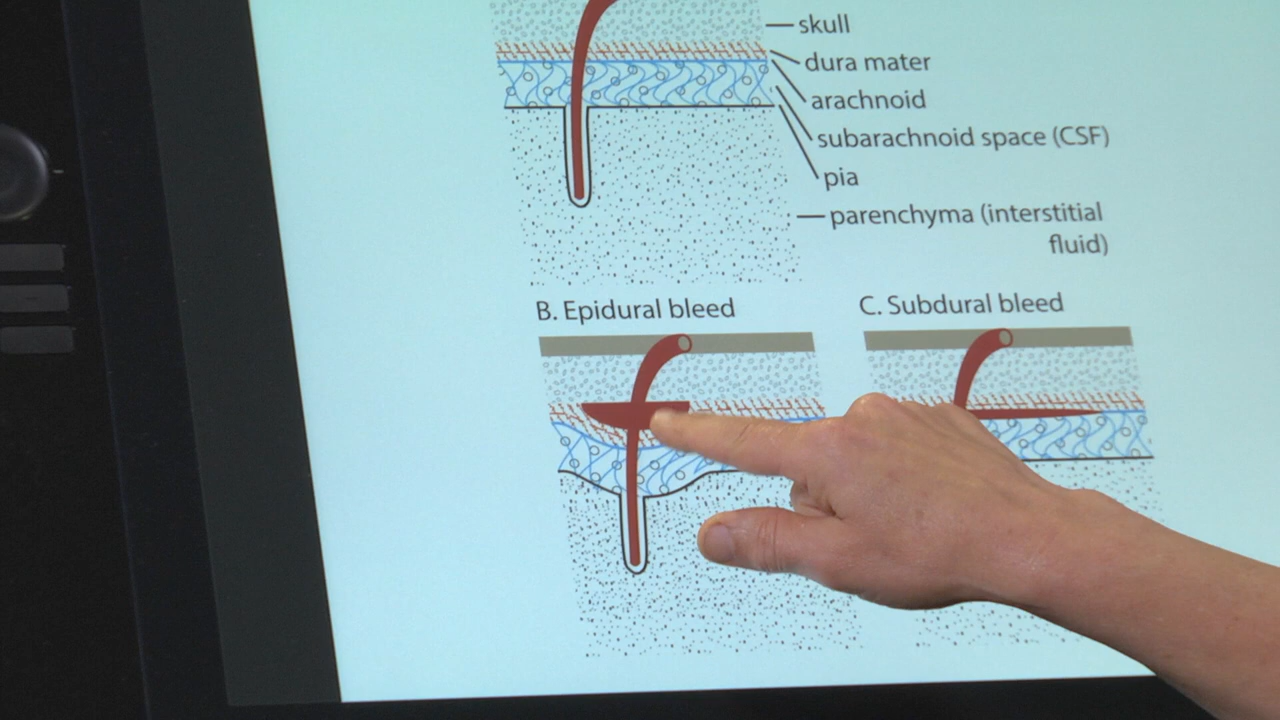 skull
dura mater
arachnoid
subarachnoid space (CSF)
pia
parenchyma (interstitial
fluid)
B. Epidural bleed
C. Subdural bleed